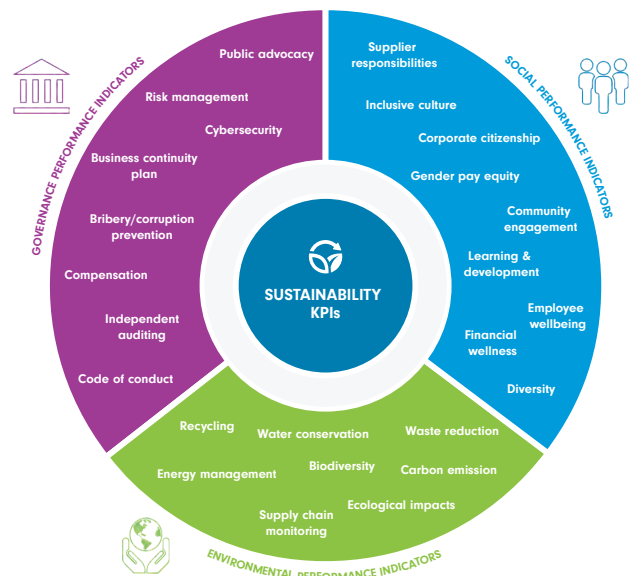 GOVERNANCE PERFORMANCE INDICATORS
Public advocacy
Risk management
Cybersecurity
Business continuity
plan
Bribery/corruption
prevention
Compensation
Independent
auditing
Code of conduct
SOCIAL PERFORMANCE INDICATORS
Supplier
responsibilities
Inclusive culture
Corporate citizenship
Gender pay equity
Community
engagement
Learning &
development
Employee
wellbeing
Financial
wellness
Diversity
SUSTAINABILITY
KPIs
Recycling
Water conservation
Waste reduction
Energy management
Biodiversity
Carbon emission
Supply chain
monitoring
Ecological impacts
ENVIRONMENTAL PERFORMANCE INDICATORS